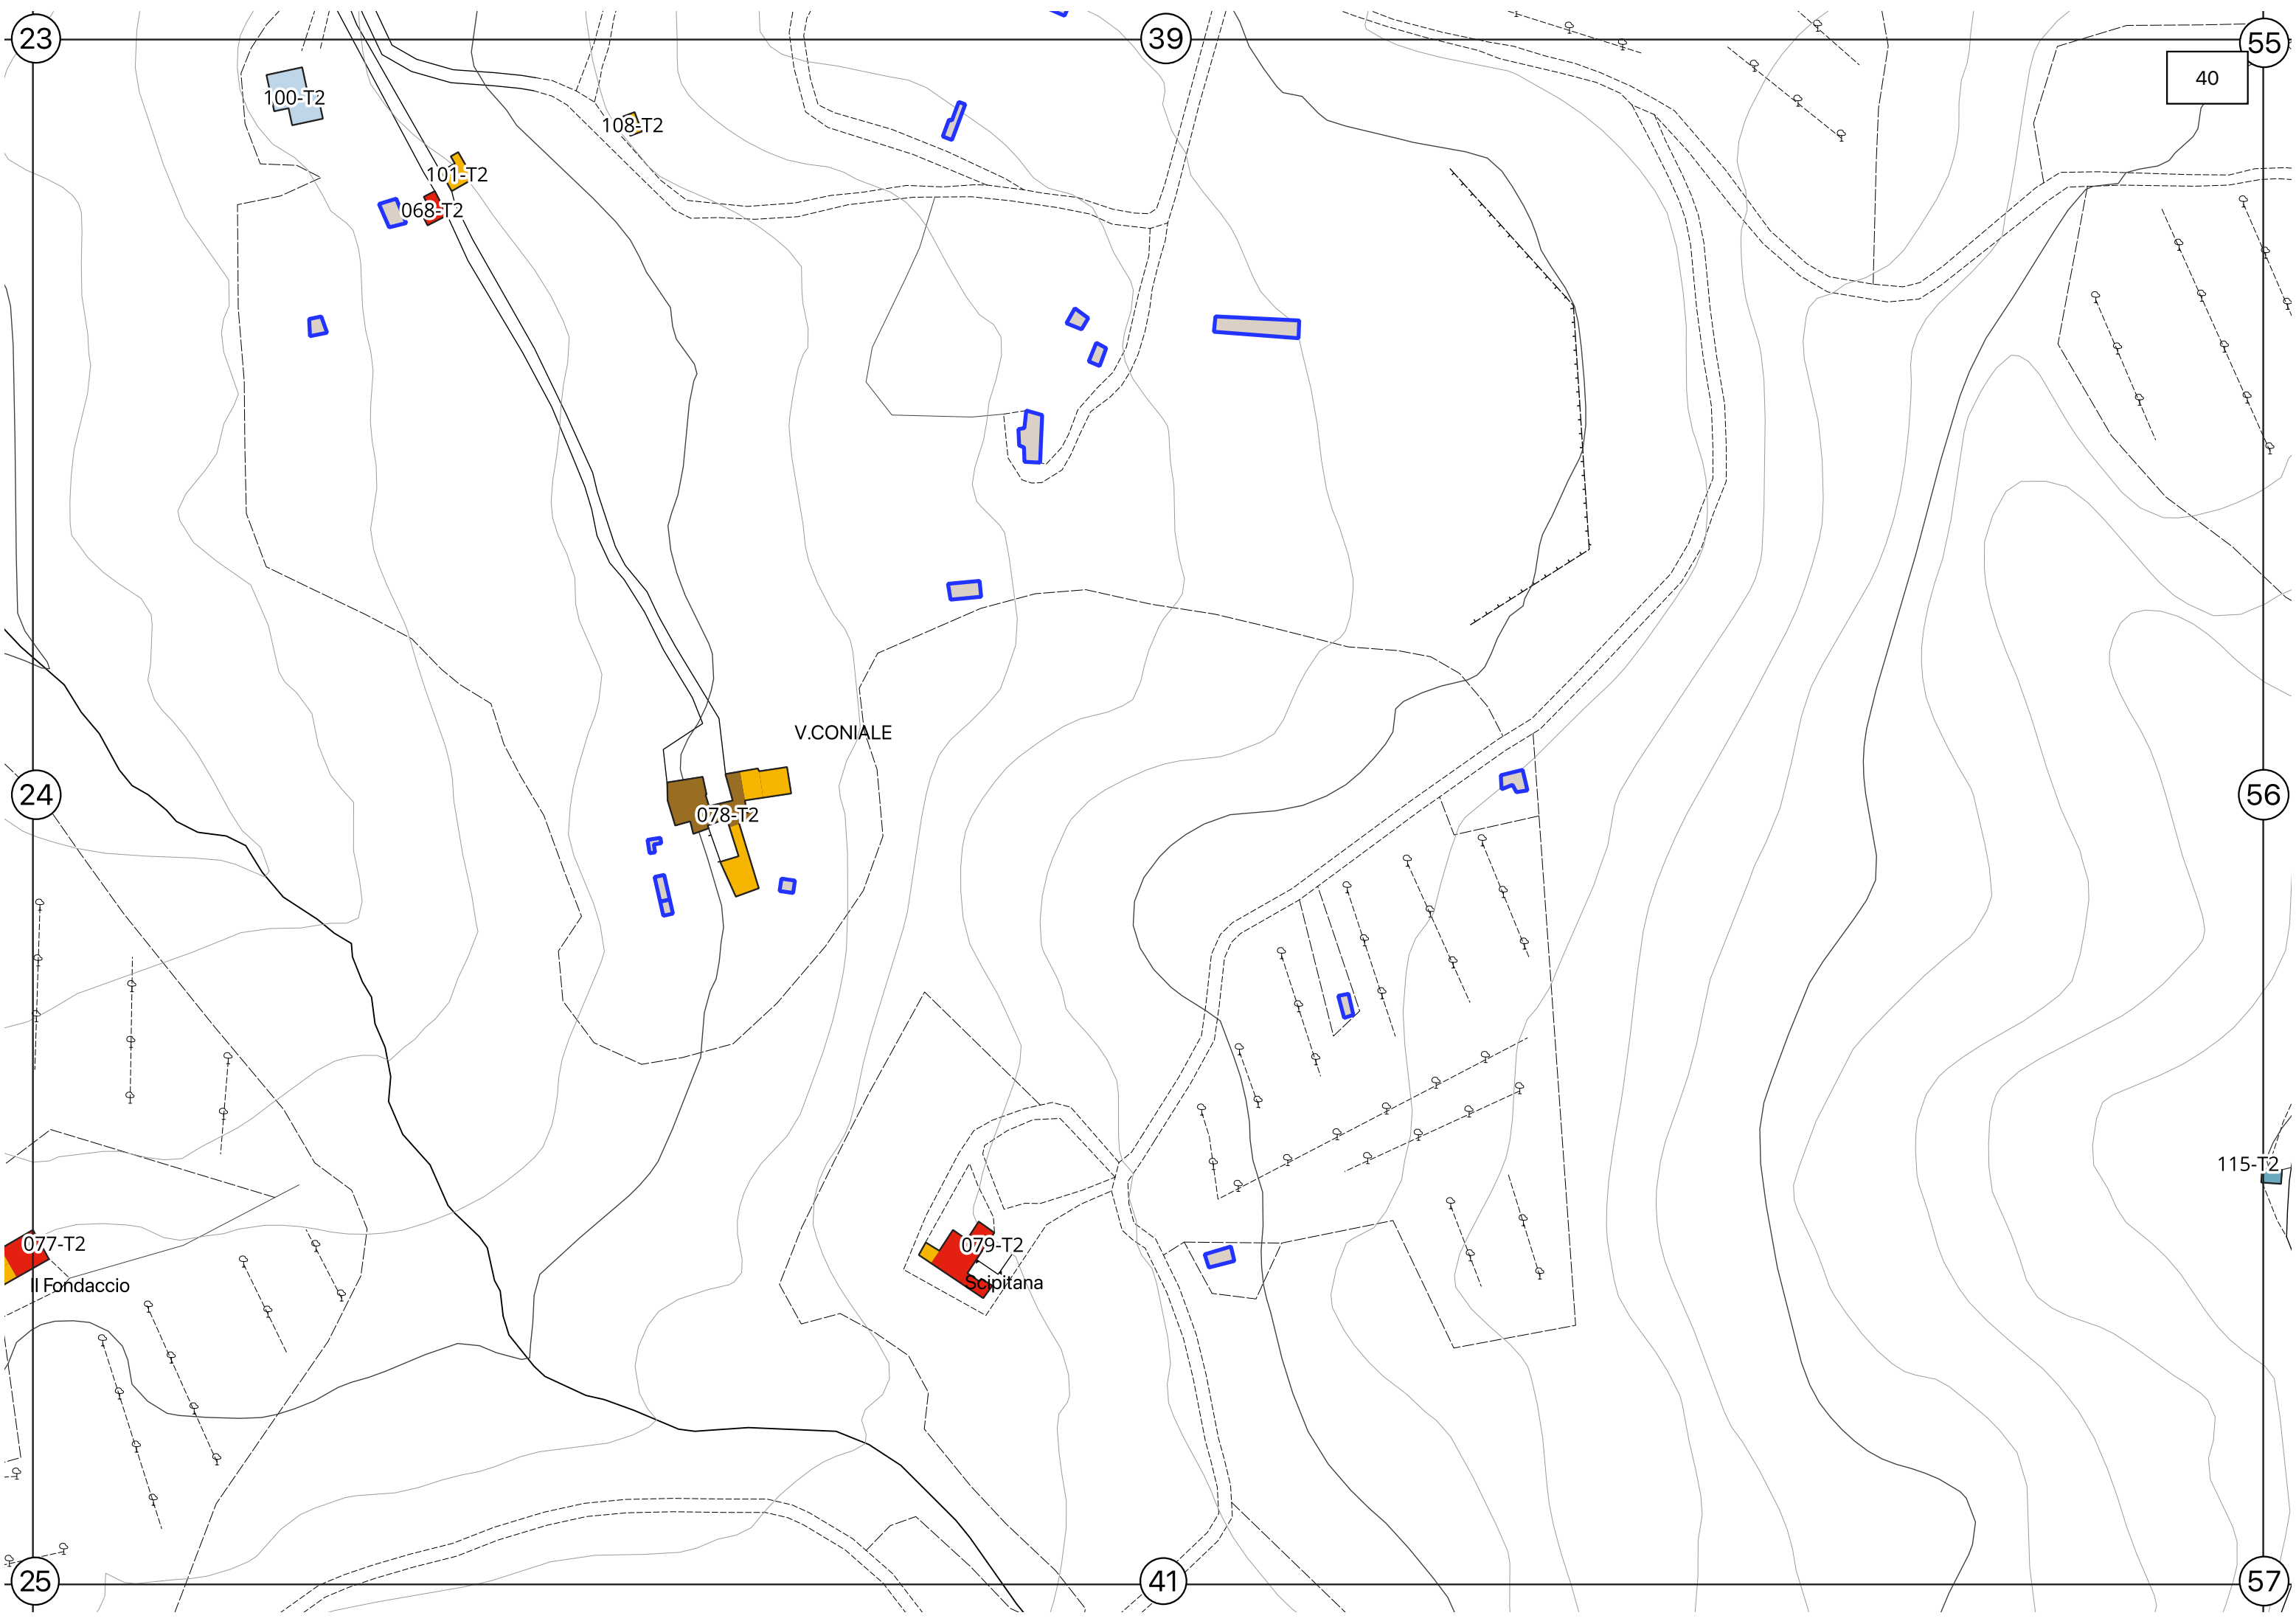 23
39
55
40
100-T2
108-T2
101-T2
068-T2
V.CONIALE
24
56
078-T2
115-T2
077-T2
079-T2
Il Fondaccio
Scipitana
25
41
57